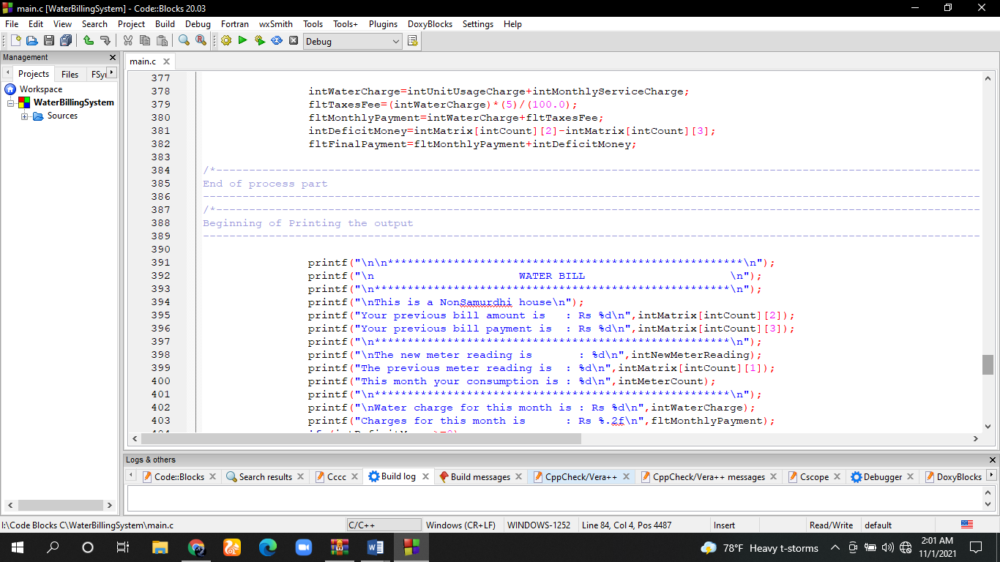 main.c [WaterBillingSystem] - Code::Blocks 20.03
File Edit View Search Project Build Debug Fortran wxSmith Tools Tools+ Plugins DoxyBlocks Settings Help
Debug
Management
Projects Files FSy
Workspace
WaterBillingSystem
Sources
main.c
377
378 intWaterCharge=intUnitUsageCharge+intMonthlyServiceCharge;
379 fltTaxesFee=(intWaterCharge)*(5)/(100.0);
380 fltMonthlyPayment=intWaterCharge+fltTaxesFee;
381 intDeficitMoney=intMatrix[intCount][2]-intMatrix[intCount][3];
382 fltFinalPayment=fltMonthlyPayment+intDeficitMoney;
383
384 /*----------------------------------------------------------------------------------------------------------------------
385 End of process part
386 ----------------------------------------------------------------------------------------------------------------------
387 /*----------------------------------------------------------------------------------------------------------------------
388 Beginning of Printing the output
389 ----------------------------------------------------------------------------------------------------------------------
390
391 printf("\n\n******************************************************\n");
392 printf("\n                      WATER BILL                      \n");
393 printf("\n******************************************************\n");
394 printf("\nThis is a NonSamurdhi house\n");
395 printf("Your previous bill amount is   : Rs %d\n",intMatrix[intCount][2]);
396 printf("Your previous bill payment is  : Rs %d\n",intMatrix[intCount][3]);
397 printf("\n******************************************************\n");
398 printf("\nThe new meter reading is       : %d\n",intNewMeterReading);
399 printf("The previous meter reading is  : %d\n",intMatrix[intCount][1]);
400 printf("This month your consumption is : %d\n",intMeterCount);
401 printf("\n******************************************************\n");
402 printf("\nWater charge for this month is : Rs %d\n",intWaterCharge);
403 printf("Charges for this month is      : Rs %.2f\n",fltMonthlyPayment);
Logs & others
Code::Blocks Search results Cccc Build log Build messages CppCheck/Vera++ CppCheck/Vera++ messages Cscope Debugger DoxyBlocks
I:\Code Blocks C\WaterBillingSystem\main.c C/C++ Windows (CR+LF) WINDOWS-1252 Line 84, Col 4, Pos 4487 Insert Read/Write default
78°F Heavy t-storms
2:01 AM
11/1/2021